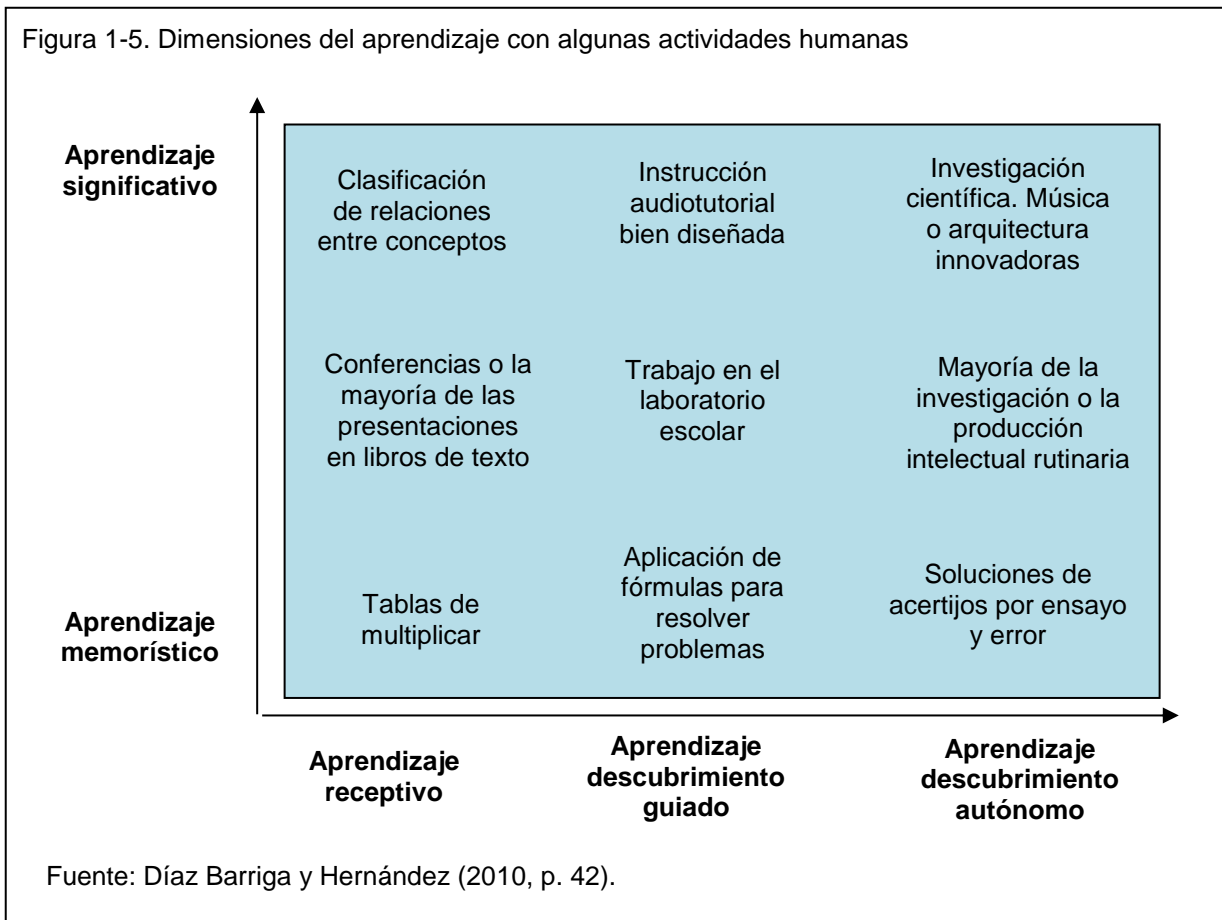 Figura 1-5. Dimensiones del aprendizaje con algunas actividades humanas
Aprendizaje
significativo
Clasificación
de relaciones
entre conceptos
Instrucción
audiotutorial
bien diseñada
Investigación
científica. Música
o arquitectura
innovadoras
Conferencias o la
mayoría de las
presentaciones
en libros de texto
Trabajo en el
laboratorio
escolar
Mayoría de la
investigación o la
producción
intelectual rutinaria
Aprendizaje
memorístico
Tablas de
multiplicar
Aplicación de
fórmulas para
resolver
problemas
Soluciones de
acertijos por ensayo
y error
Aprendizaje
receptivo
Aprendizaje
descubrimiento
guiado
Aprendizaje
descubrimiento
autónomo
Fuente: Díaz Barriga y Hernández (2010, p. 42).